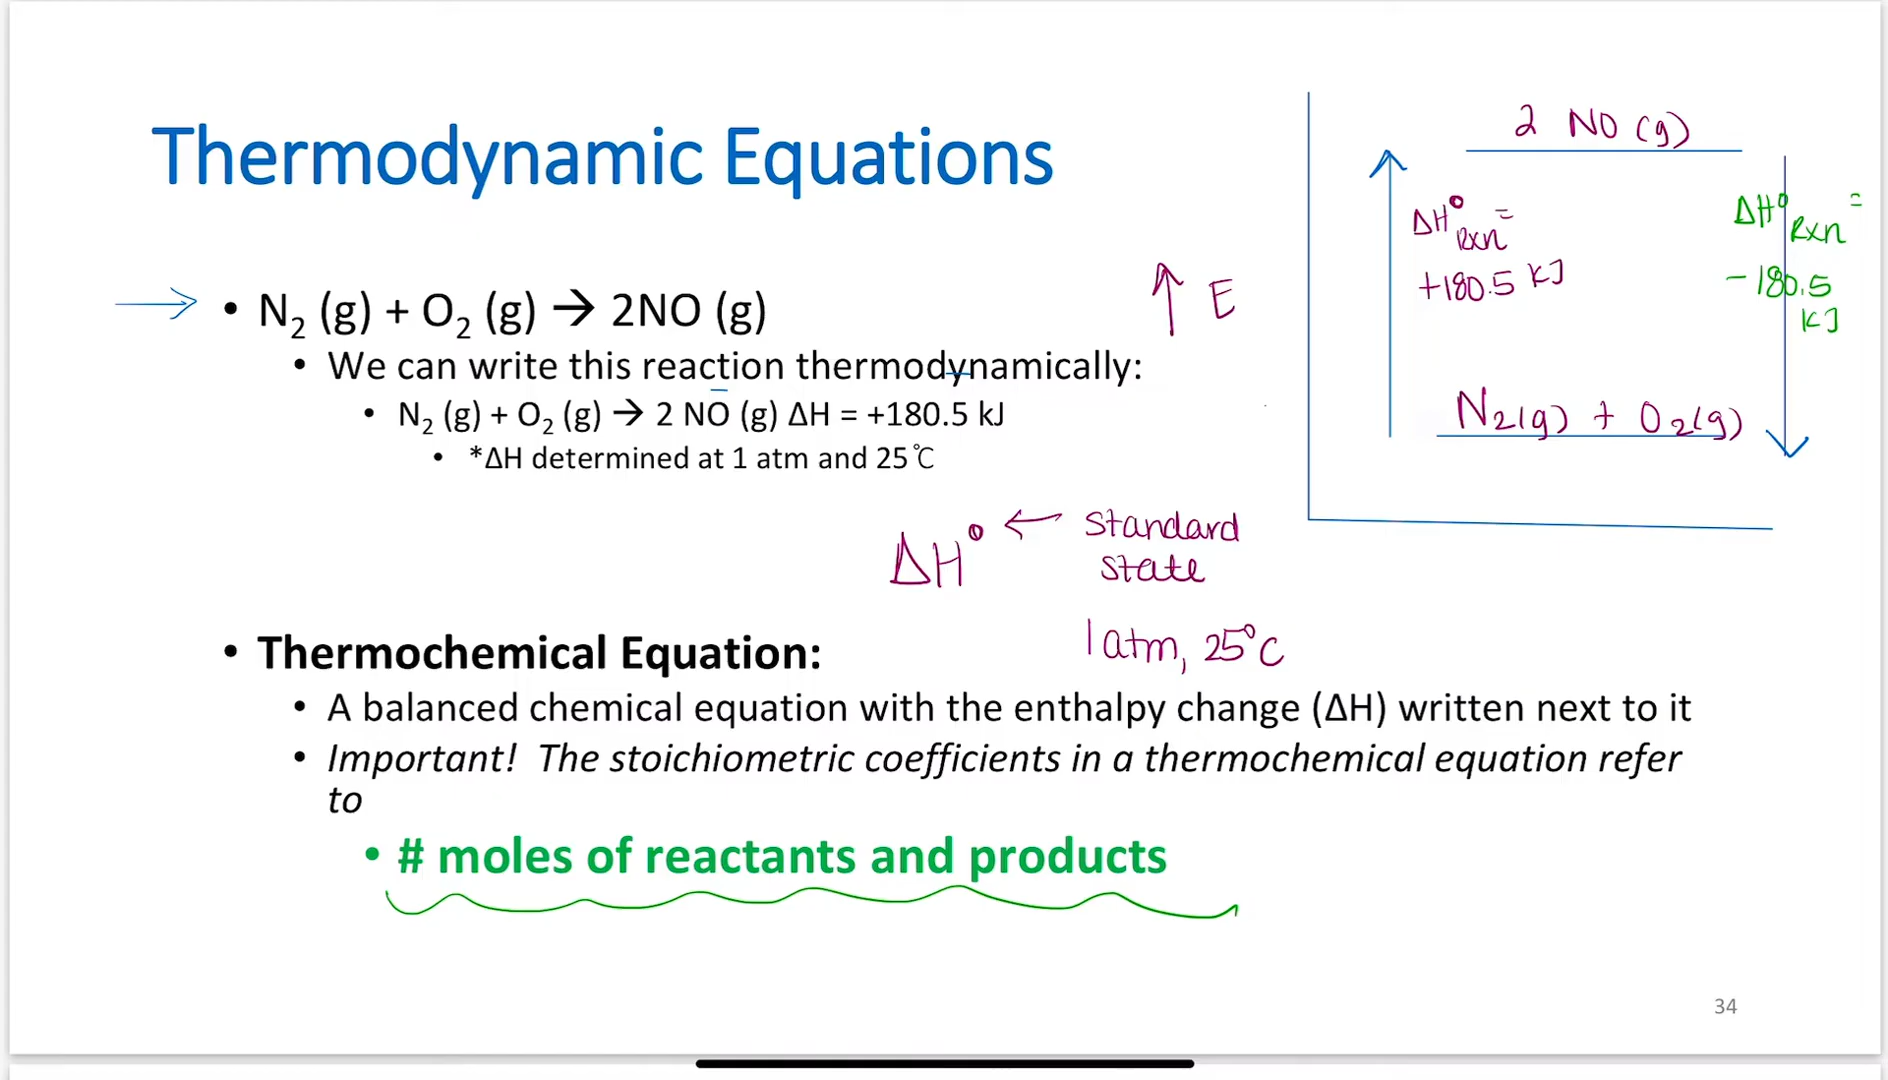 Thermodynamic Equations
• N₂ (g) + O₂ (g) → 2NO (g)
• We can write this reaction thermodynamically:
• N₂ (g) + O₂ (g) → 2 NO (g) ΔH = +180.5 kJ
• *ΔH determined at 1 atm and 25℃
↑ E
2 NO (g)
ΔH°Rxn =
+180.5 kJ
ΔH°Rxn =
-180.5
kJ
N₂(g) + O₂(g)
ΔH° ← Standard
state
1 atm, 25°C
• Thermochemical Equation:
• A balanced chemical equation with the enthalpy change (ΔH) written next to it
• Important! The stoichiometric coefficients in a thermochemical equation refer
to
• # moles of reactants and products
34